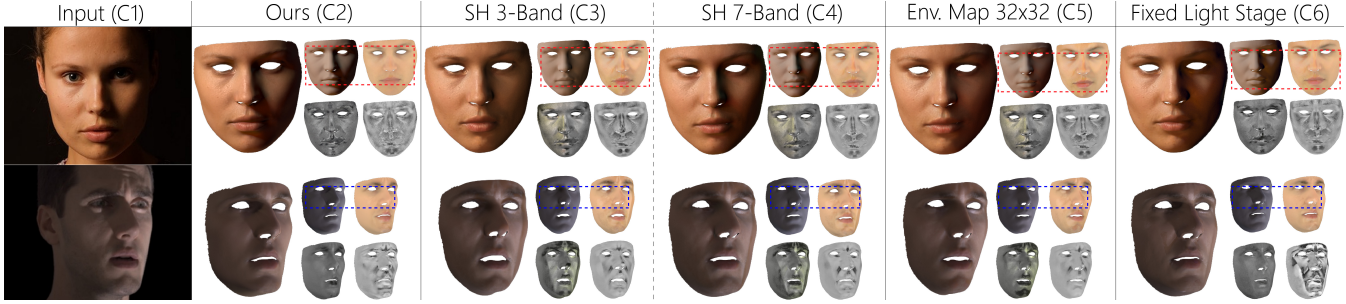 Input (C1) Ours (C2) SH 3-Band (C3) SH 7-Band (C4) Env. Map 32x32 (C5) Fixed Light Stage (C6)